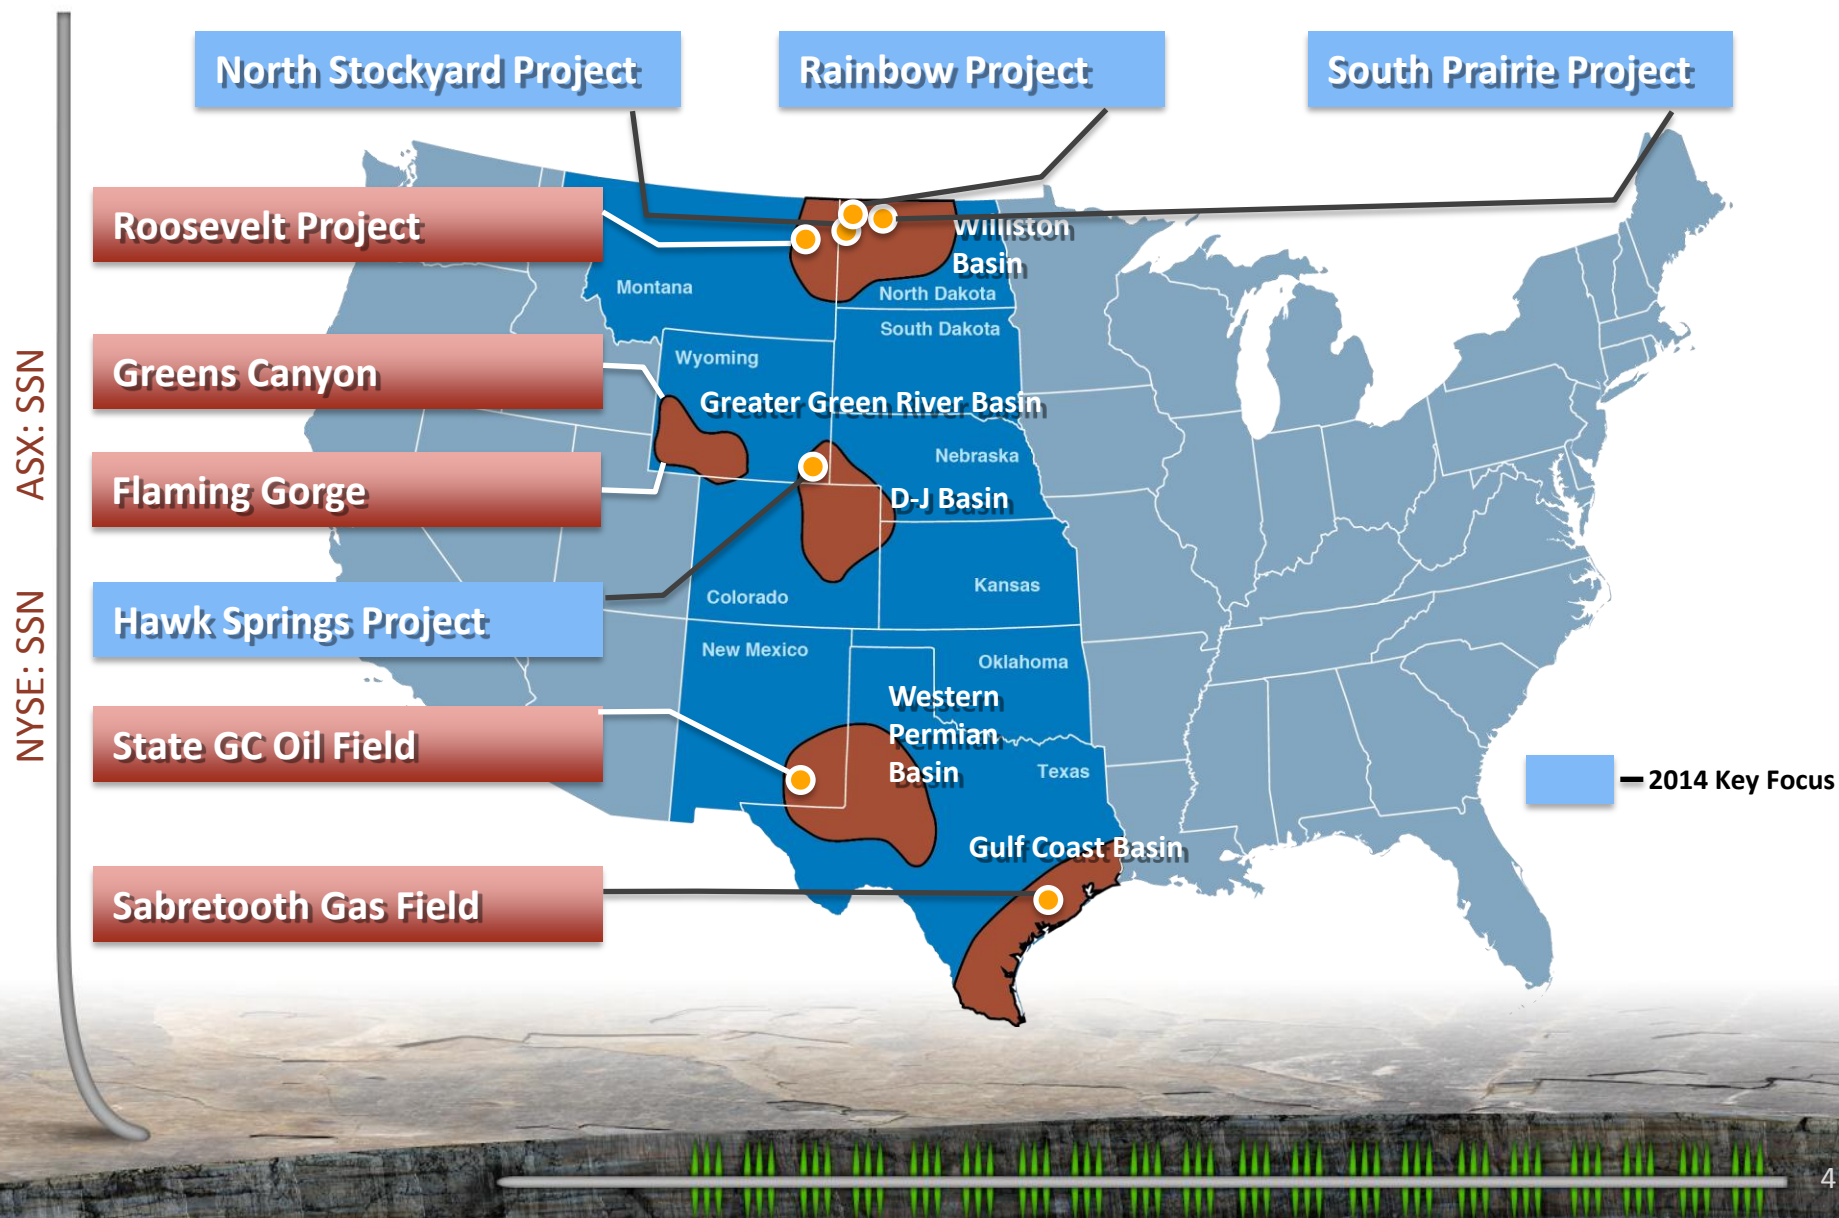 North Stockyard Project
Rainbow Project
South Prairie Project
Roosevelt Project
Williston
Basin
Montana
North Dakota
South Dakota
Wyoming
Greens Canyon
Greater Green River Basin
Nebraska
Flaming Gorge
D-J Basin
Kansas
Colorado
Hawk Springs Project
New Mexico
Oklahoma
Western
Permian
Basin
State GC Oil Field
Texas
2014 Key Focus
Gulf Coast Basin
Sabretooth Gas Field
NYSE: SSN
ASX: SSN
4